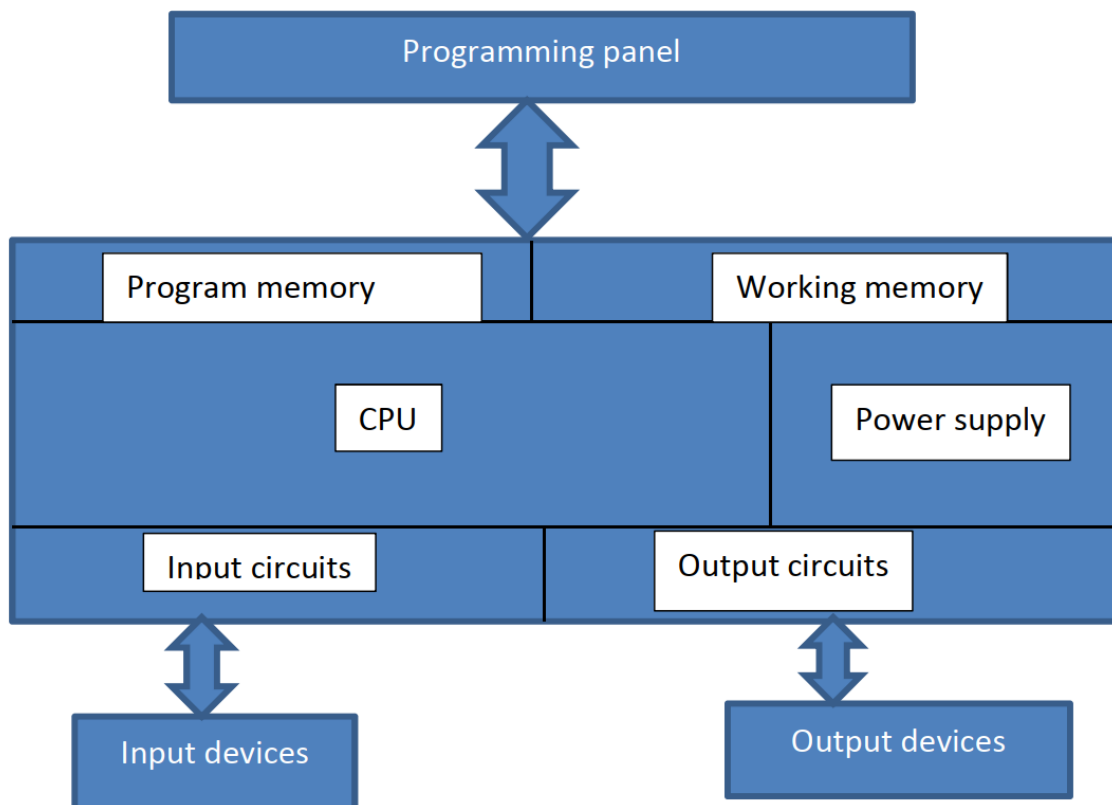 Programming panel
Program memory
Working memory
CPU
Power supply
Input circuits
Output circuits
Input devices
Output devices